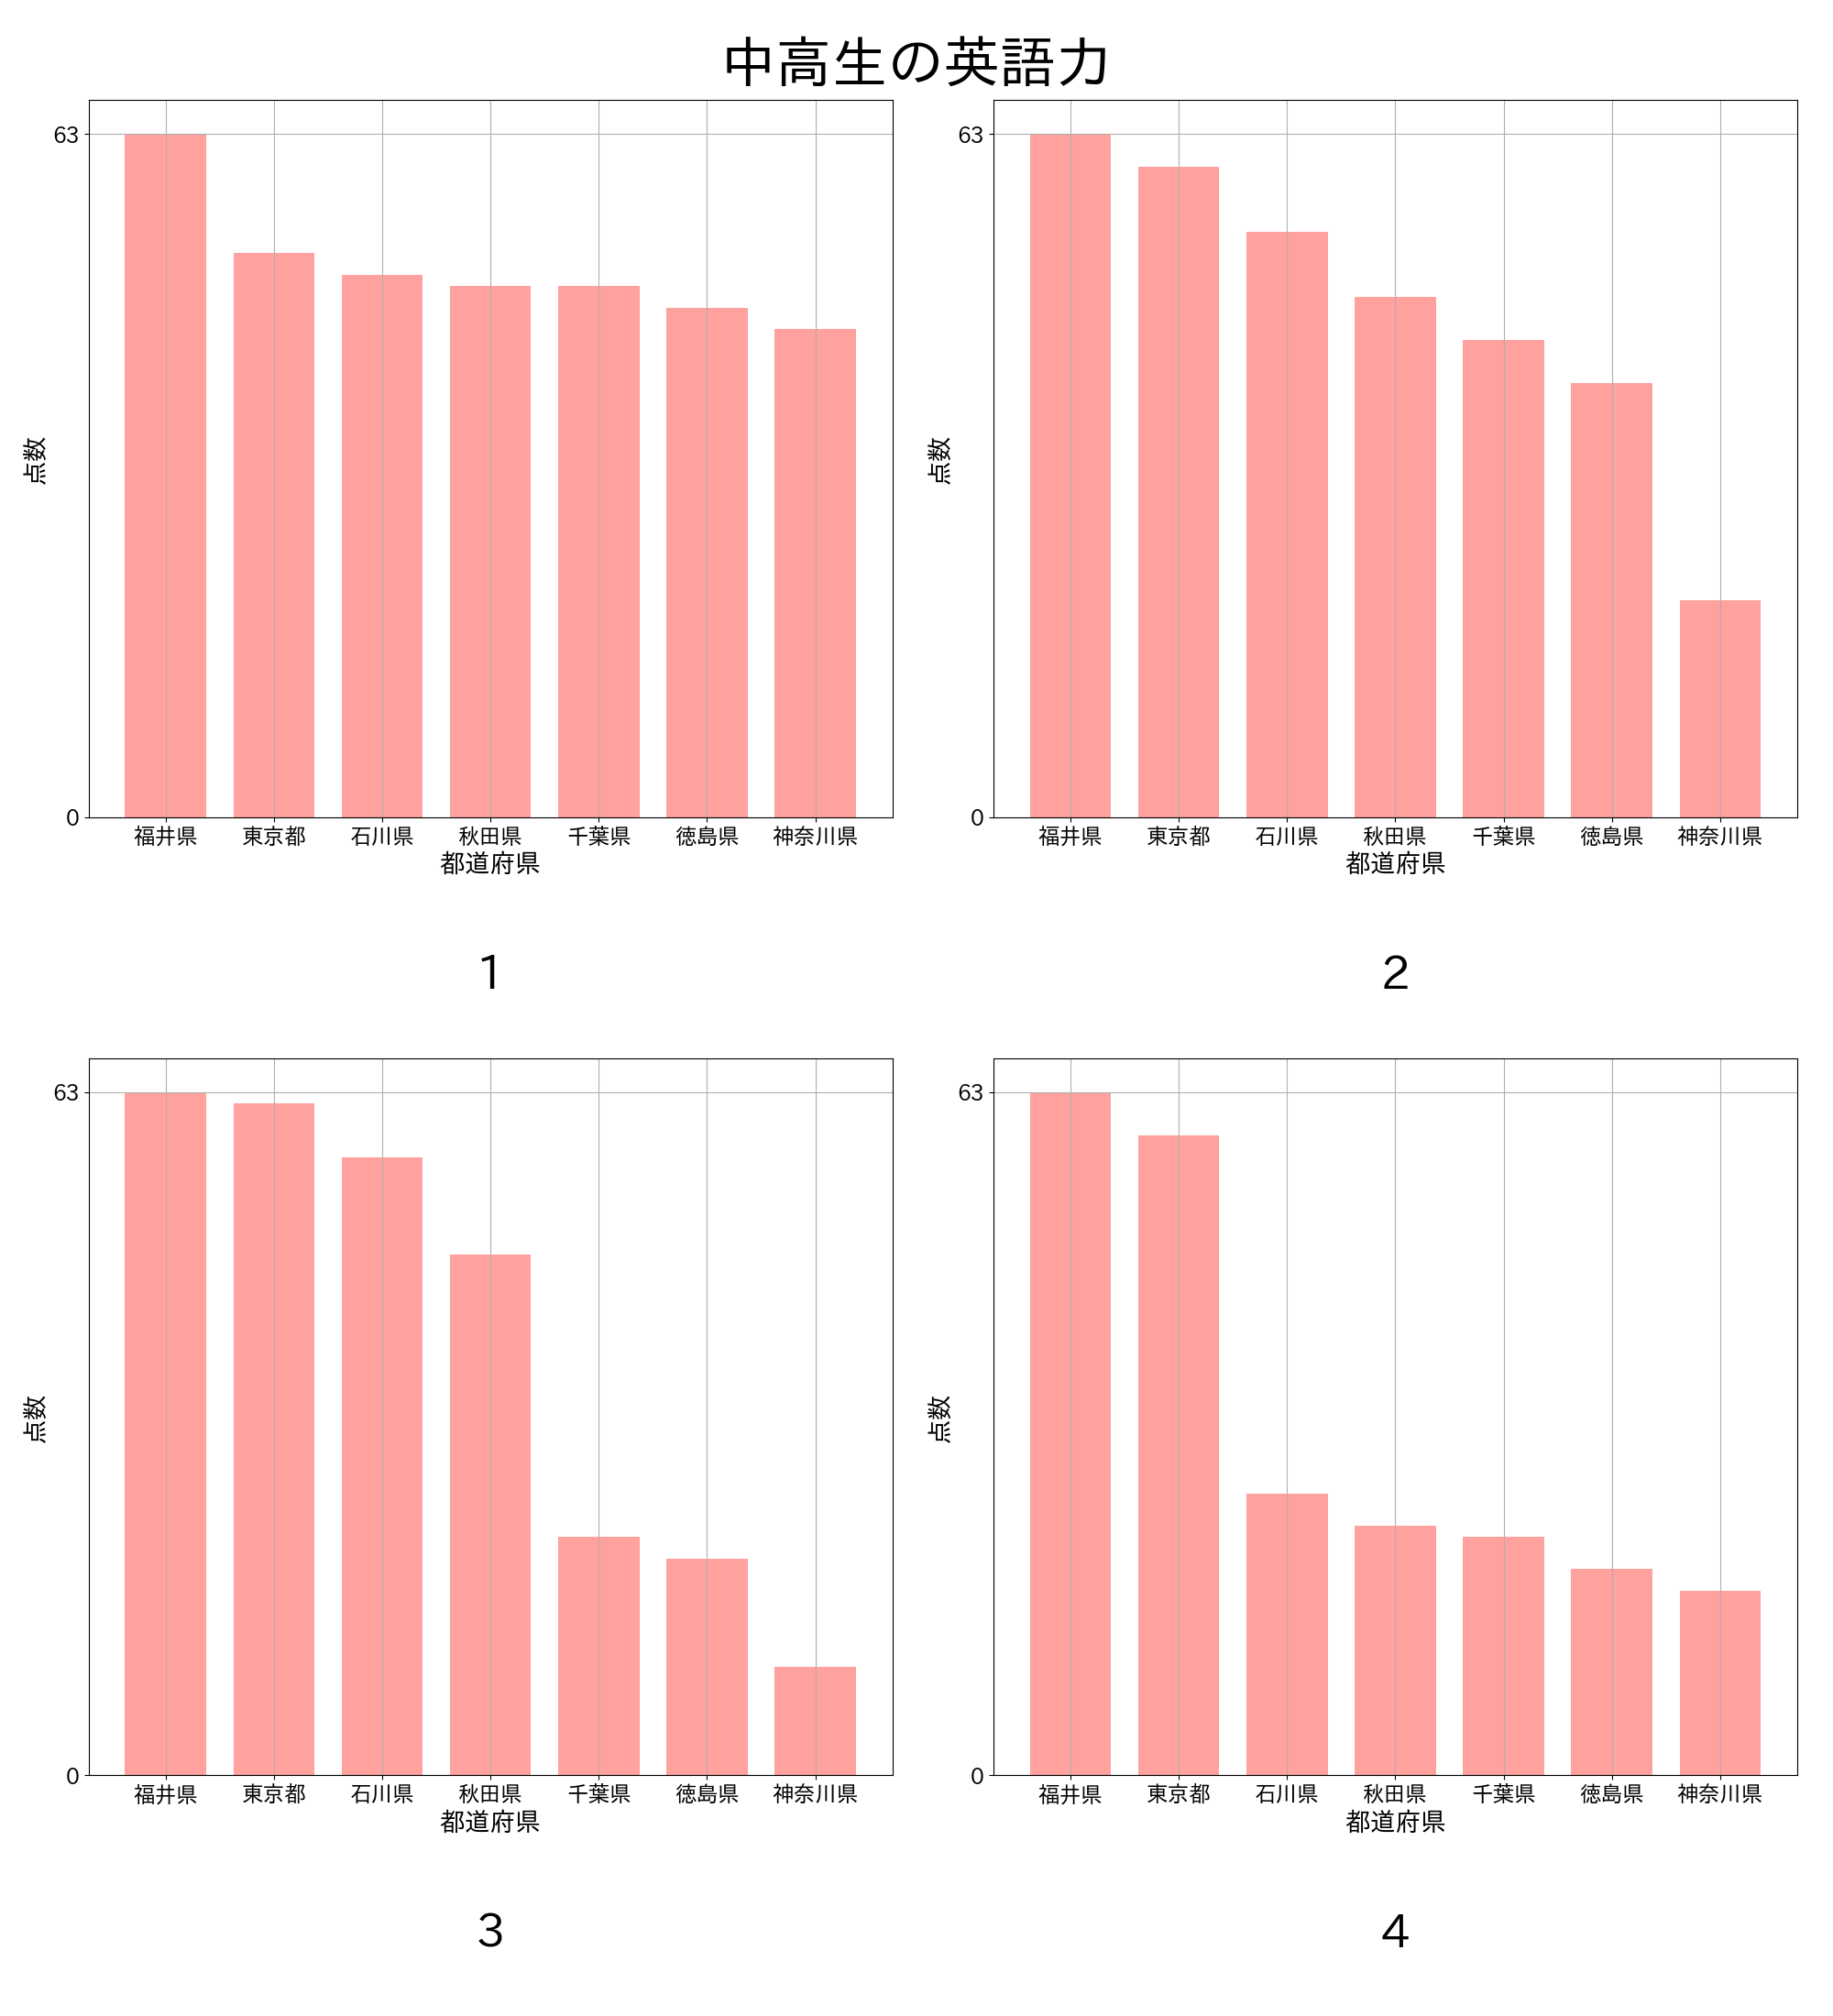 中高生の英語力
63
点数
0
福井県 東京都 石川県 秋田県 千葉県 徳島県 神奈川県
都道府県
1
63
点数
0
福井県 東京都 石川県 秋田県 千葉県 徳島県 神奈川県
都道府県
2
63
点数
0
福井県 東京都 石川県 秋田県 千葉県 徳島県 神奈川県
都道府県
3
63
点数
0
福井県 東京都 石川県 秋田県 千葉県 徳島県 神奈川県
都道府県
4